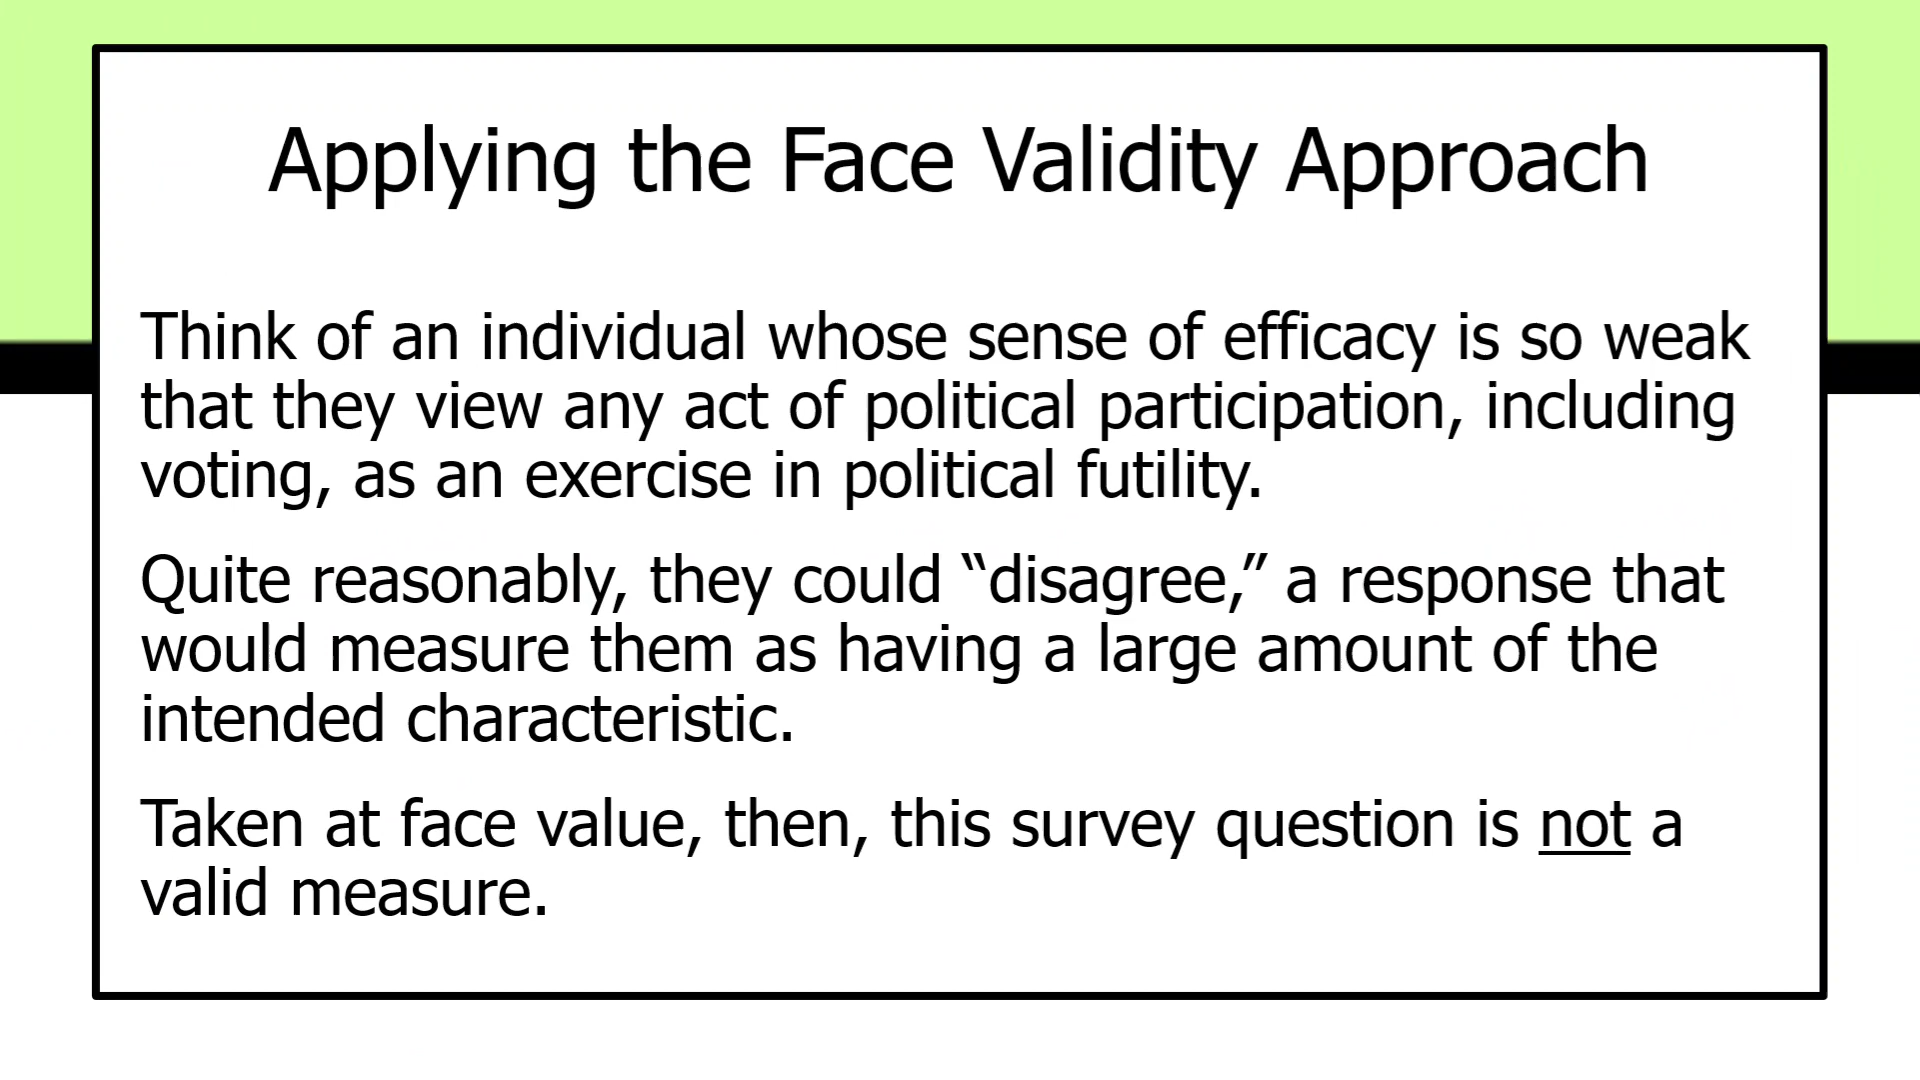 Applying the Face Validity Approach
Think of an individual whose sense of efficacy is so weak
that they view any act of political participation, including
voting, as an exercise in political futility.
Quite reasonably, they could “disagree,” a response that
would measure them as having a large amount of the
intended characteristic.
Taken at face value, then, this survey question is not a
valid measure.